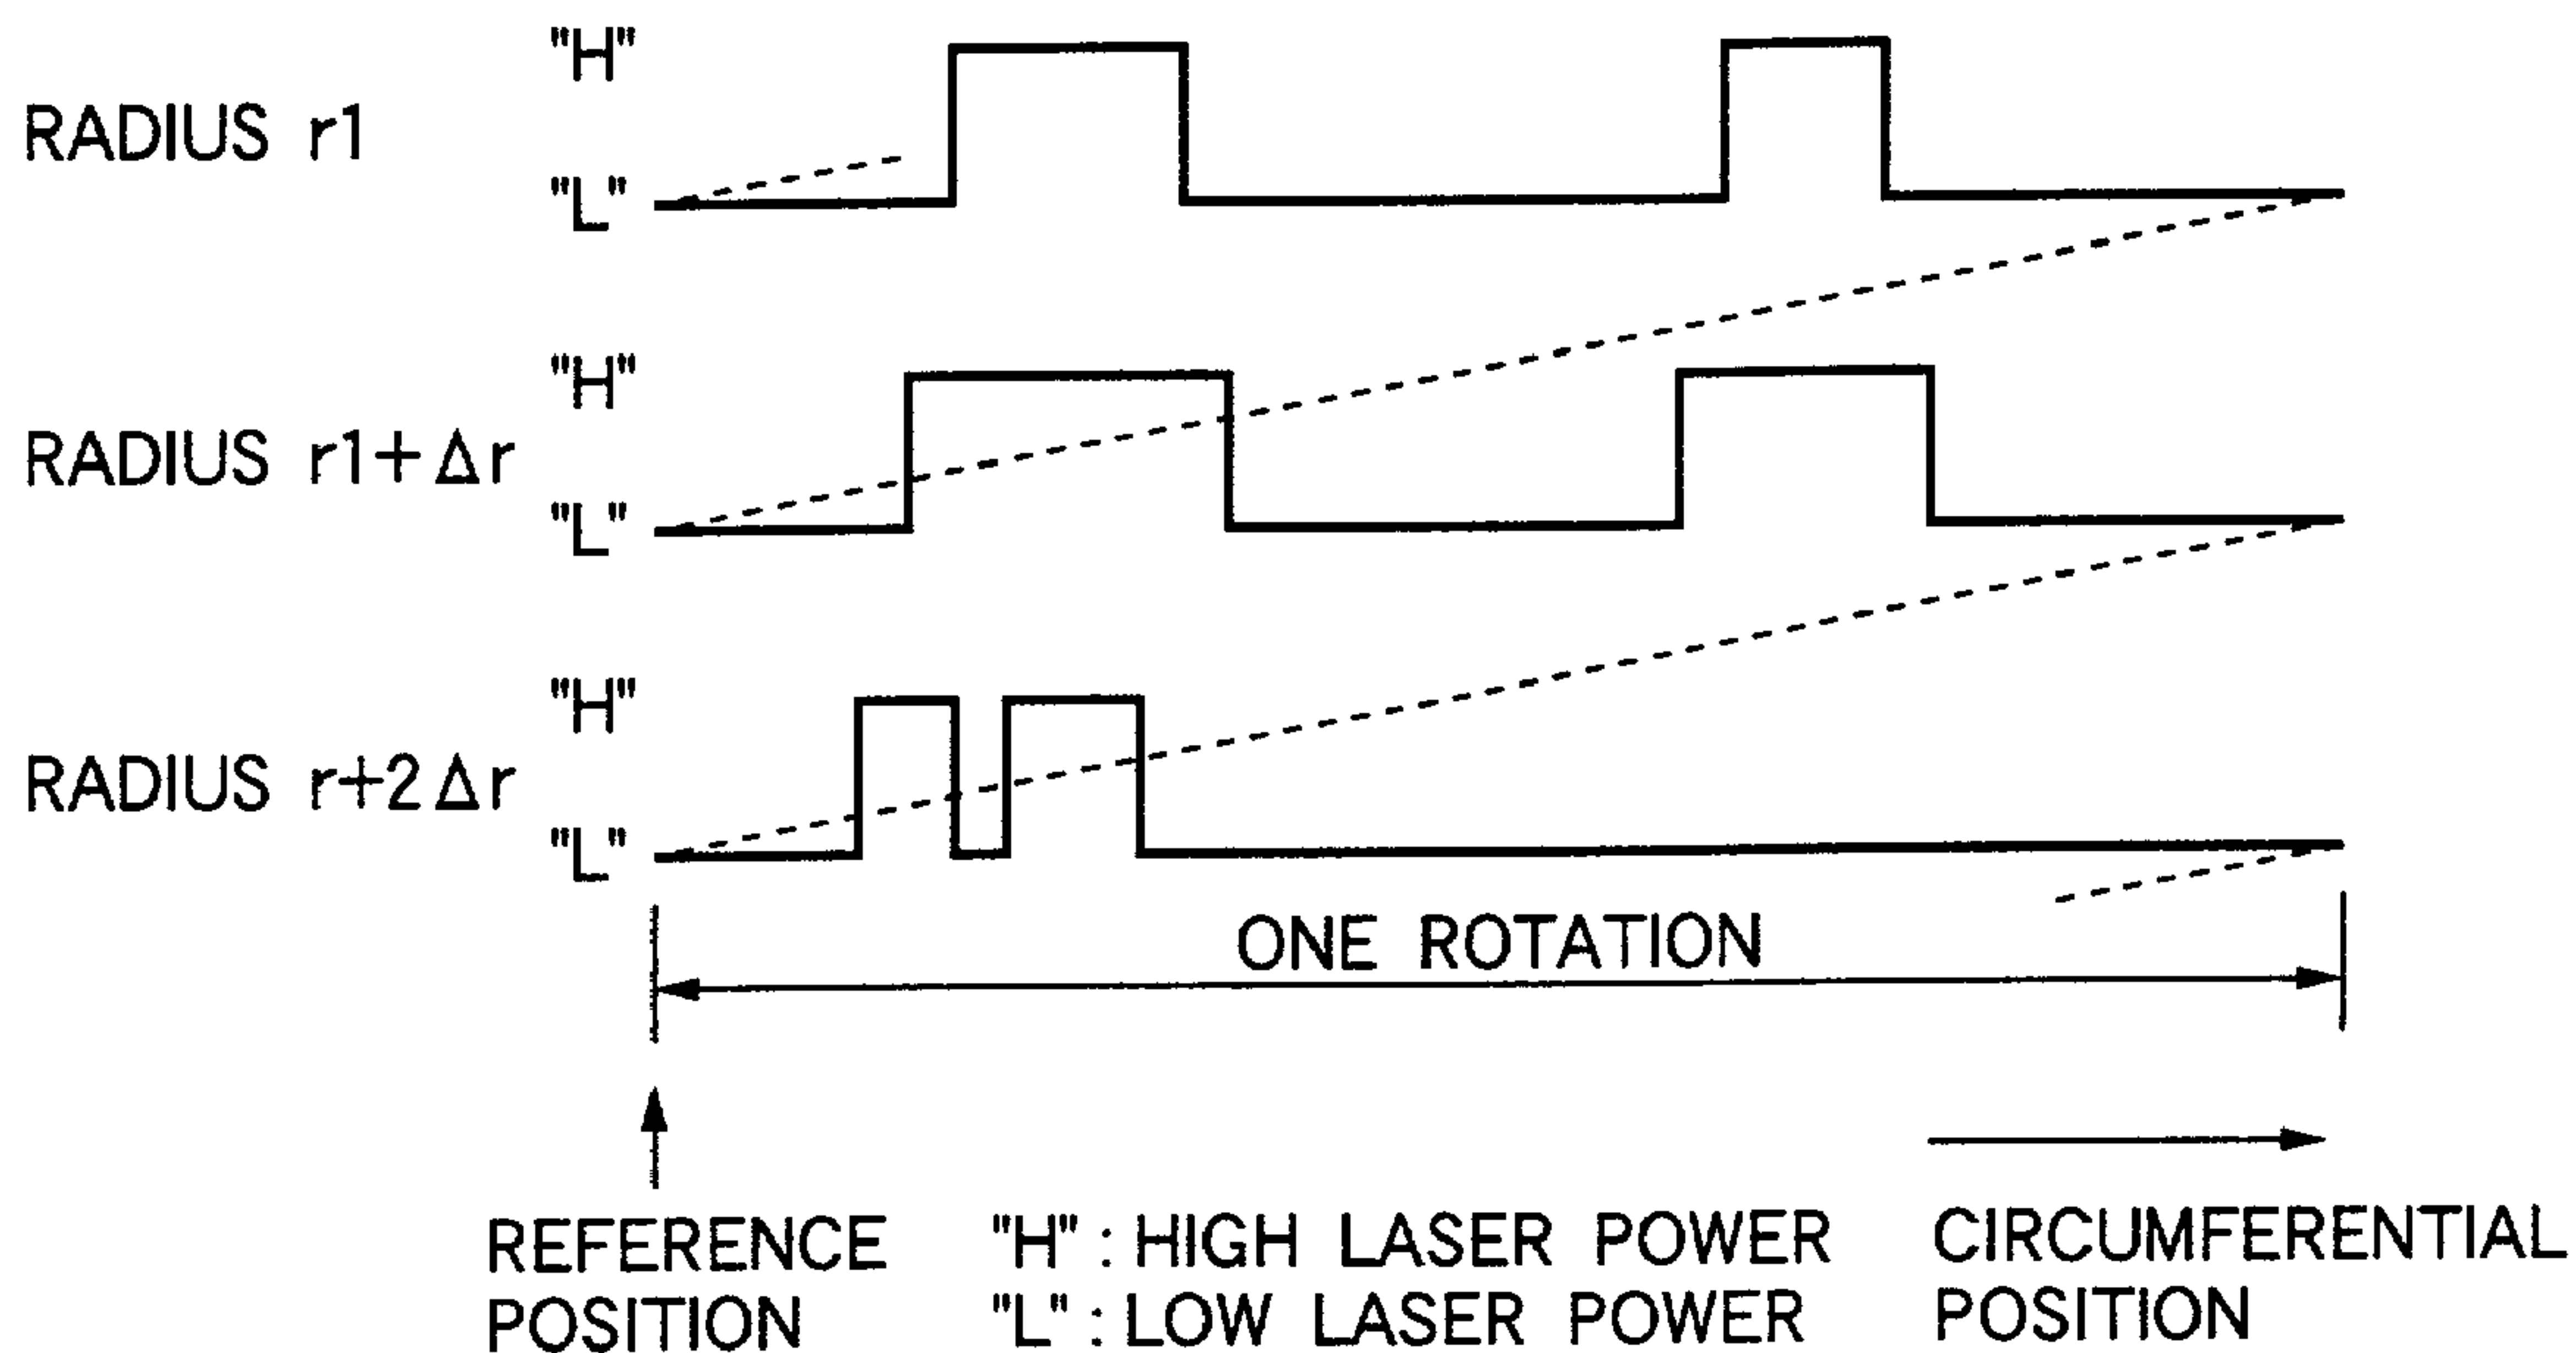 "H"
RADIUS r1
"L"
"H"
RADIUS r1+Δr
"L"
"H"
RADIUS r+2Δr
"L"
ONE ROTATION
REFERENCE POSITION
"H" : HIGH LASER POWER
"L" : LOW LASER POWER
CIRCUMFERENTIAL POSITION